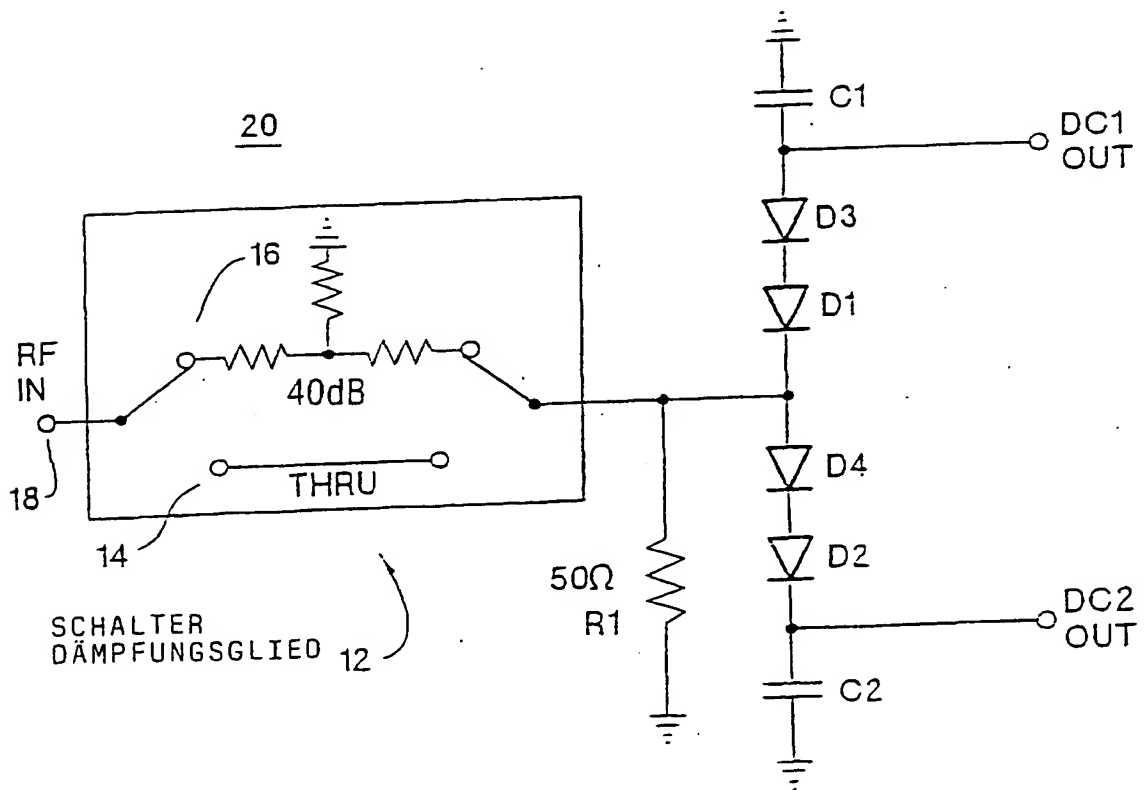 20
C1
DC1
OUT
D3
16
D1
RF
IN
40dB
D4
18
THRU
14
D2
50Ω
R1
DC2
OUT
SCHALTER
DÄMPFUNGSGLIED 12
C2